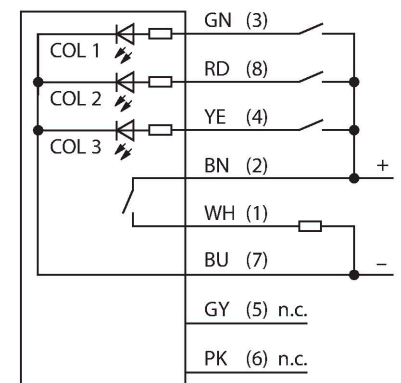 GN (3)
COL 1
RD (8)
COL 2
YE (4)
COL 3
BN (2) +
WH (1)
BU (7) –
GY (5) n.c.
PK (6) n.c.